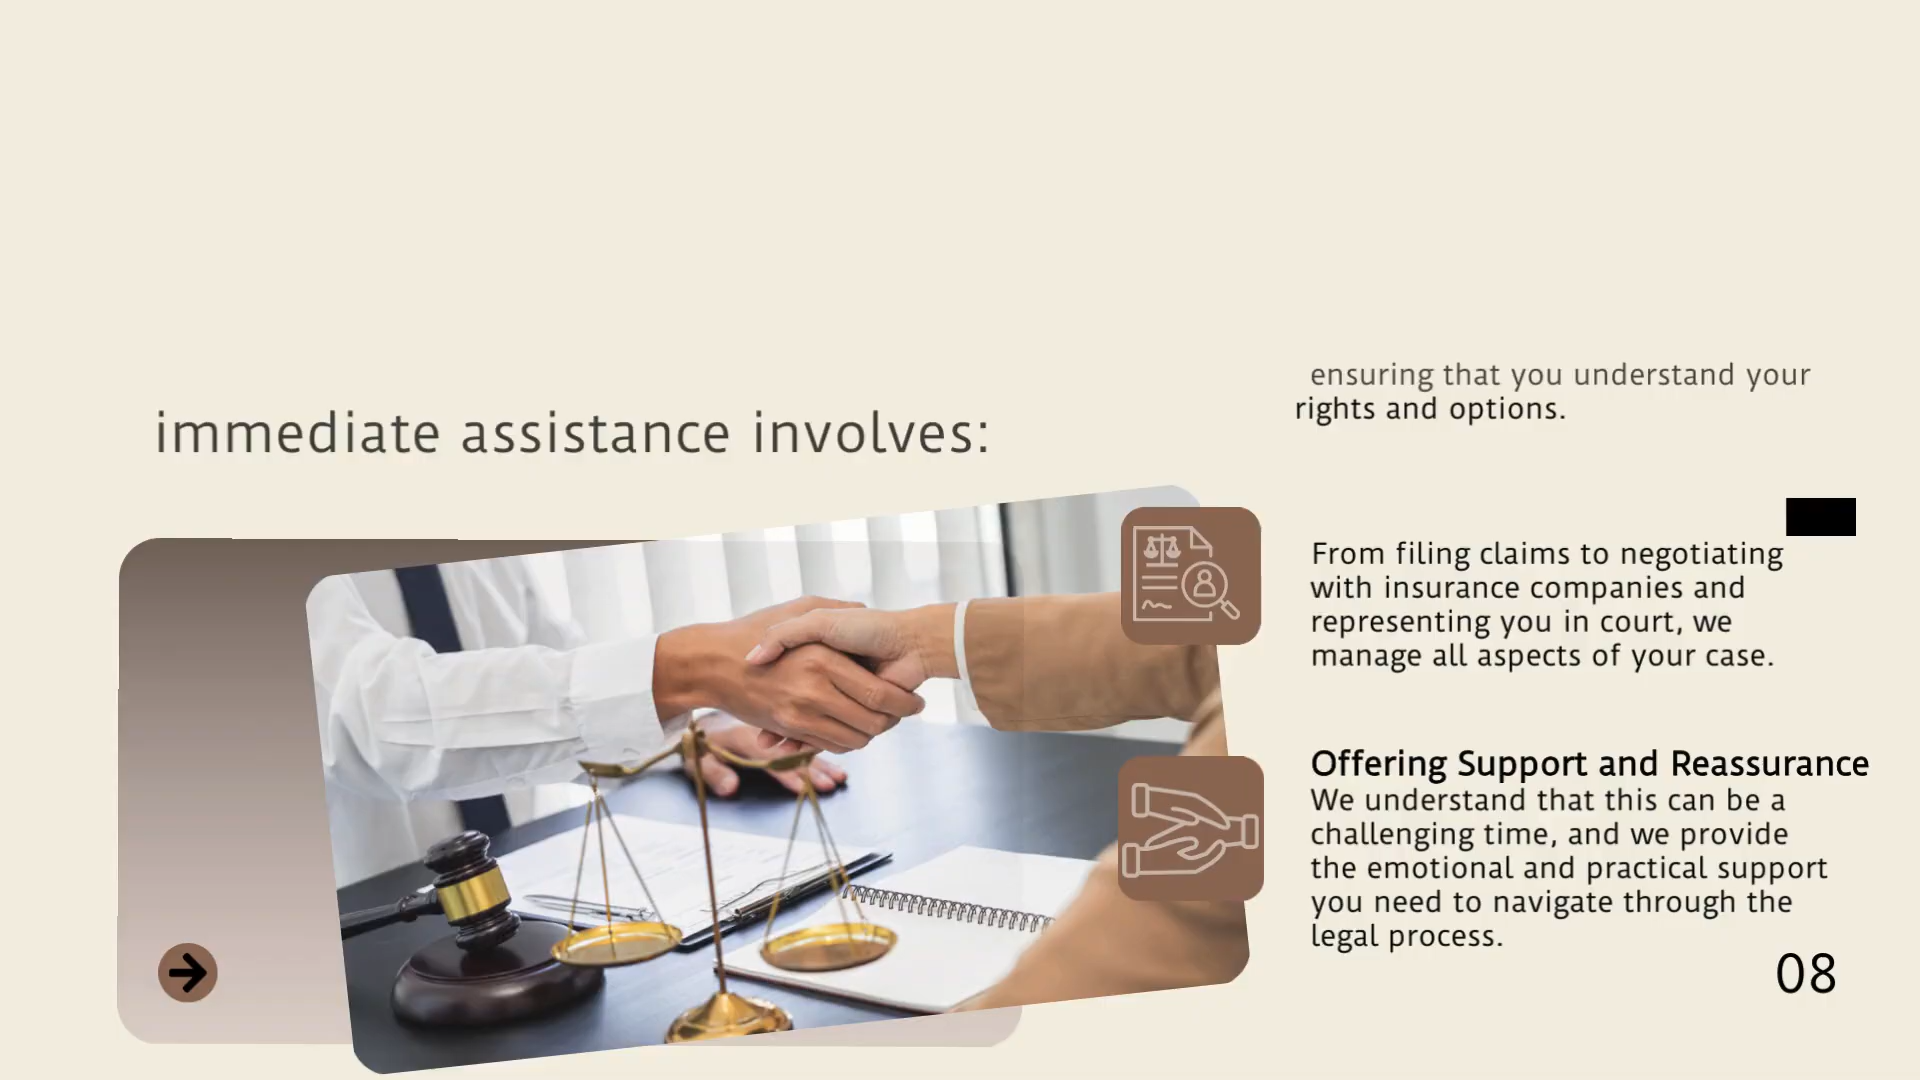 immediate assistance involves:
ensuring that you understand your
rights and options.
From filing claims to negotiating
with insurance companies and
representing you in court, we
manage all aspects of your case.
Offering Support and Reassurance
We understand that this can be a
challenging time, and we provide
the emotional and practical support
you need to navigate through the
legal process.
08